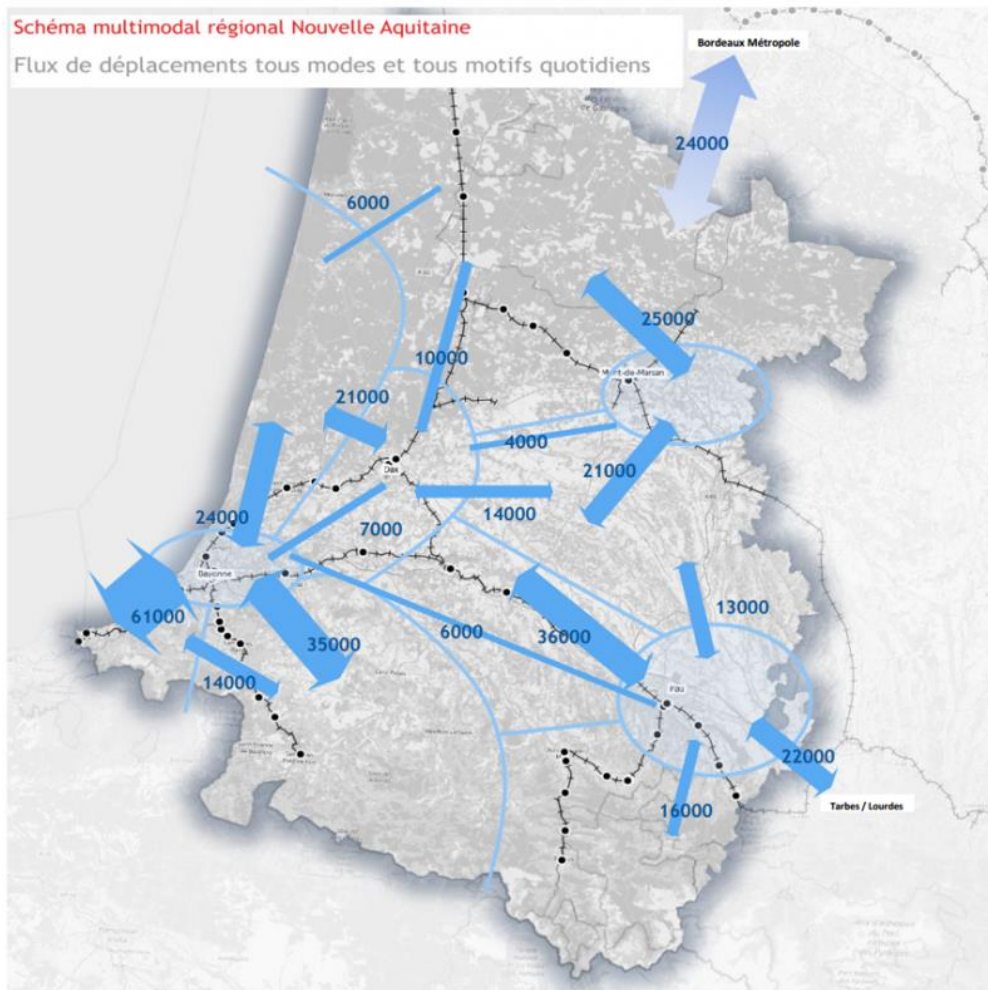 Schéma multimodal régional Nouvelle Aquitaine
Flux de déplacements tous modes et tous motifs quotidiens
Bordeaux Métropole
24000
6000
25000
10000
Mont-de-Marsan
21000
4000
21000
Dax
14000
24000
7000
Bayonne
13000
61000
35000
6000
36000
14000
Pau
22000
16000
Tarbes / Lourdes